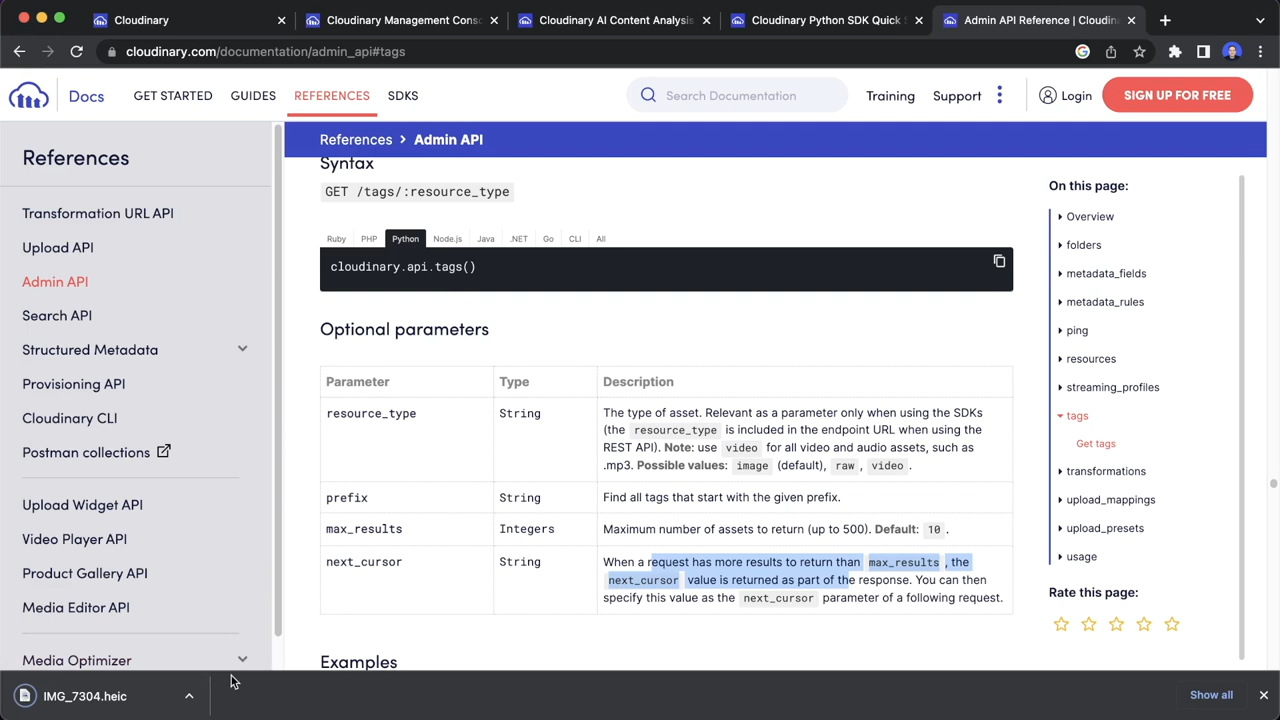 Cloudinary
Cloudinary Management Conso
Cloudinary AI Content Analysis
Cloudinary Python SDK Quick S
Admin API Reference | Cloudin
cloudinary.com/documentation/admin_api#tags
Docs
GET STARTED
GUIDES
REFERENCES
SDKS
Search Documentation
Training
Support
Login
SIGN UP FOR FREE
References
Transformation URL API
Upload API
Admin API
Search API
Structured Metadata
Provisioning API
Cloudinary CLI
Postman collections
Upload Widget API
Video Player API
Product Gallery API
Media Editor API
Media Optimizer
References > Admin API
Syntax
GET /tags/:resource_type
Ruby PHP Python Node.js Java .NET Go CLI All
cloudinary.api.tags()
Optional parameters
Parameter Type Description
resource_type String The type of asset. Relevant as a parameter only when using the SDKs
(the resource_type is included in the endpoint URL when using the
REST API). Note: use video for all video and audio assets, such as
.mp3. Possible values: image (default), raw , video .
prefix String Find all tags that start with the given prefix.
max_results Integers Maximum number of assets to return (up to 500). Default: 10 .
next_cursor String When a request has more results to return than max_results , the
next_cursor value is returned as part of the response. You can then
specify this value as the next_cursor parameter of a following request.
Examples
On this page:
Overview
folders
metadata_fields
metadata_rules
ping
resources
streaming_profiles
tags
Get tags
transformations
upload_mappings
upload_presets
usage
Rate this page:
IMG_7304.heic
Show all